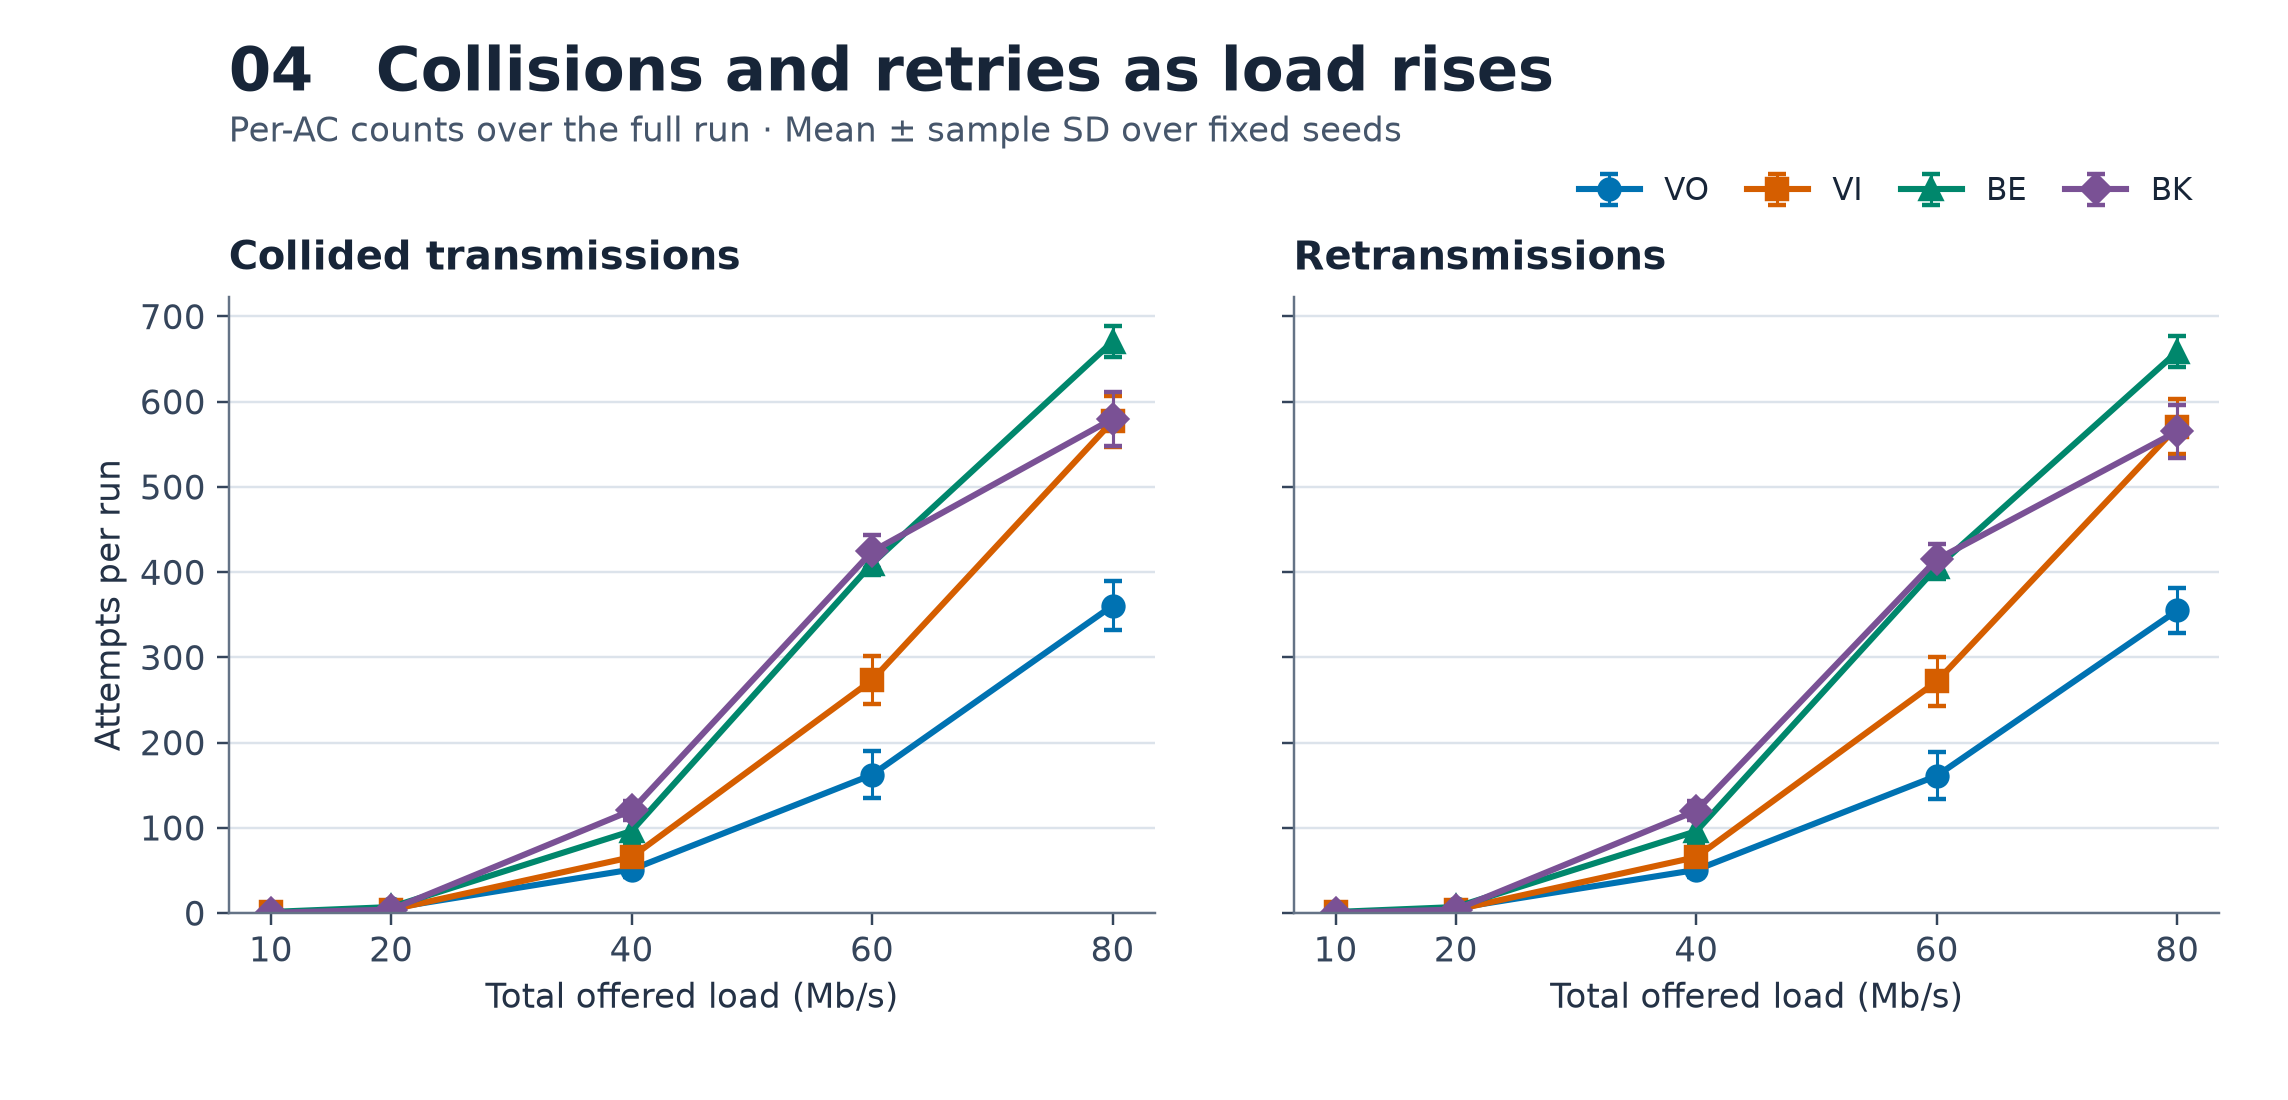 04 Collisions and retries as load rises
Per-AC counts over the full run · Mean ± sample SD over fixed seeds
VO VI BE BK
Collided transmissions
Attempts per run
700
600
500
400
300
200
100
0
10 20 40 60 80
Total offered load (Mb/s)
Retransmissions
10 20 40 60 80
Total offered load (Mb/s)